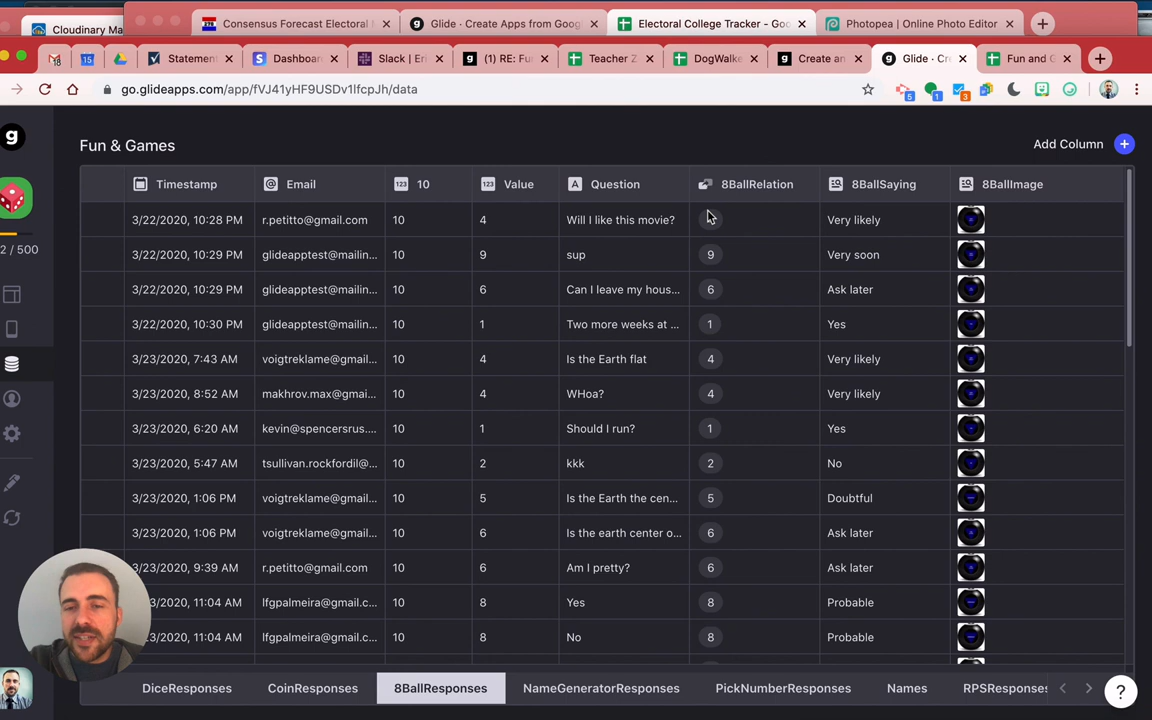 Cloudinary Ma
Consensus Forecast Electoral M
Glide · Create Apps from Goog
Electoral College Tracker - Goo
Photopea | Online Photo Editor
18
15
Statement
Dashboar
Slack | Eri
(1) RE: Fun
Teacher Z
DogWalke
Create an
Glide · Cr
Fun and G
go.glideapps.com/app/fVJ41yHF9USDv1lfcpJh/data
5
1
3
g
Fun & Games
Add Column
Timestamp
Email
10
Value
Question
8BallRelation
8BallSaying
8BallImage
3/22/2020, 10:28 PM r.petitto@gmail.com 10 4 Will I like this movie? Very likely
2 / 500
3/22/2020, 10:29 PM glideapptest@mailin... 10 9 sup 9 Very soon
3/22/2020, 10:29 PM glideapptest@mailin... 10 6 Can I leave my hous... 6 Ask later
3/22/2020, 10:30 PM glideapptest@mailin... 10 1 Two more weeks at ... 1 Yes
3/23/2020, 7:43 AM voigtreklame@gmail... 10 4 Is the Earth flat 4 Very likely
3/23/2020, 8:52 AM makhrov.max@gmai... 10 4 WHoa? 4 Very likely
3/23/2020, 6:20 AM kevin@spencersrus.... 10 1 Should I run? 1 Yes
3/23/2020, 5:47 AM tsullivan.rockfordil@... 10 2 kkk 2 No
3/23/2020, 1:06 PM voigtreklame@gmail... 10 5 Is the Earth the cen... 5 Doubtful
3/23/2020, 1:06 PM voigtreklame@gmail... 10 6 Is the earth center o... 6 Ask later
3/23/2020, 9:39 AM r.petitto@gmail.com 10 6 Am I pretty? 6 Ask later
3/23/2020, 11:04 AM lfgpalmeira@gmail.c... 10 8 Yes 8 Probable
3/23/2020, 11:04 AM lfgpalmeira@gmail.c... 10 8 No 8 Probable
DiceResponses
CoinResponses
8BallResponses
NameGeneratorResponses
PickNumberResponses
Names
RPSResponses
?